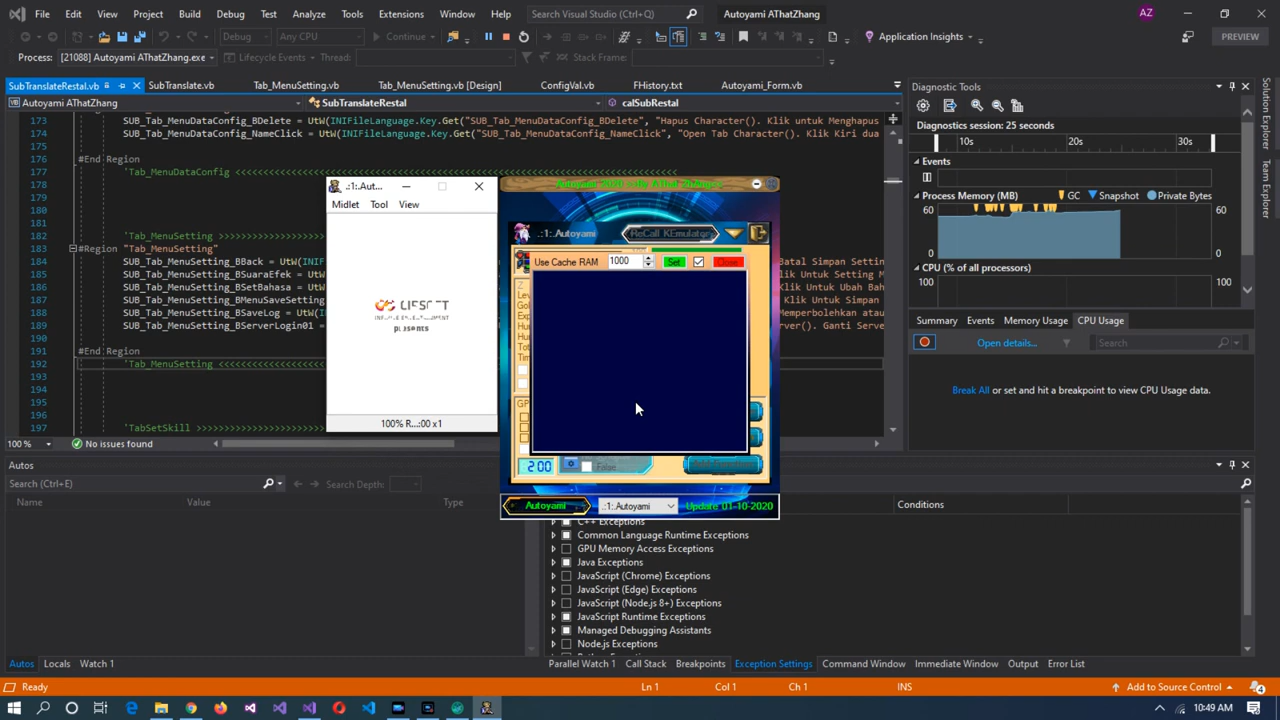 File Edit View Project Build Debug Test Analyze Tools Extensions Window Help Search Visual Studio (Ctrl+Q) Autoyami AThatZhang AZ
Debug Any CPU Continue Application Insights PREVIEW
Process: [21088] Autoyami AThatZhang.exe Lifecycle Events Thread: Stack Frame:
SubTranslateRestal.vb SubTranslate.vb Tab_MenuSetting.vb Tab_MenuSetting.vb [Design] ConfigVal.vb FHistory.txt Autoyami_Form.vb
Autoyami AThatZhang SubTranslateRestal calSubRestal
173 SUB_Tab_MenuDataConfig_BDelete = UtW(INIFileLanguage.Key.Get("SUB_Tab_MenuDataConfig_BDelete", "Hapus Character(). Klik untuk Menghapus
174 SUB_Tab_MenuDataConfig_NameClick = UtW(INIFileLanguage.Key.Get("SUB_Tab_MenuDataConfig_NameClick", "Open Tab Character(). Klik Kiri dua
175
176 #End Region
177 'Tab_MenuDataConfig
178
179
180
181
182 'Tab_MenuSetting >>>>>>>>>>>>>>>>>>>
183 #Region "Tab_MenuSetting"
184 SUB_Tab_MenuSetting_BBack = UtW(INIF Batal Simpan Setting
185 SUB_Tab_MenuSetting_BSuaraEfek = UtW Klik Untuk Setting M
186 SUB_Tab_MenuSetting_BSetBahasa = UtW Klik Untuk Ubah Bah
187 SUB_Tab_MenuSetting_BMenuSaveSetting ). Klik Untuk Simpan
188 SUB_Tab_MenuSetting_BSaveLog = UtW(I Memperbolehkan atau
189 SUB_Tab_MenuSetting_BServerLogin01 = Server(). Ganti Serve
190
191 #End Region
192 'Tab_MenuSetting
193
194
195
196
197 'TabSetSkill
100 % No issues found
.:1:.Aut...
Midlet Tool View
presents
100% R...:00 x1
Autoyami 2020
.:1:.Autoyami ReCall KEmulator
Use Cache RAM 1000 Set Close
200 False
Autoyami .:1:.Autoyami Update 01-10-2020
Diagnostic Tools
Diagnostics session: 25 seconds
10s 20s 30s
Events
Process Memory (MB) GC Snapshot Private Bytes
60 60
0 0
CPU (% of all processors)
100 100
Summary Events Memory Usage CPU Usage
Open details... Search
Break All or set and hit a breakpoint to view CPU Usage data.
Solution Explorer Team Explorer
Autos
Search (Ctrl+E) Search Depth:
Name Value Type
Autos Locals Watch 1
Conditions
C++ Exceptions
Common Language Runtime Exceptions
GPU Memory Access Exceptions
Java Exceptions
JavaScript (Chrome) Exceptions
JavaScript (Edge) Exceptions
JavaScript (Node.js 8+) Exceptions
JavaScript Runtime Exceptions
Managed Debugging Assistants
Node.js Exceptions
Parallel Watch 1 Call Stack Breakpoints Exception Settings Command Window Immediate Window Output Error List
Ready Ln 1 Col 1 Ch 1 INS Add to Source Control 4
10:49 AM